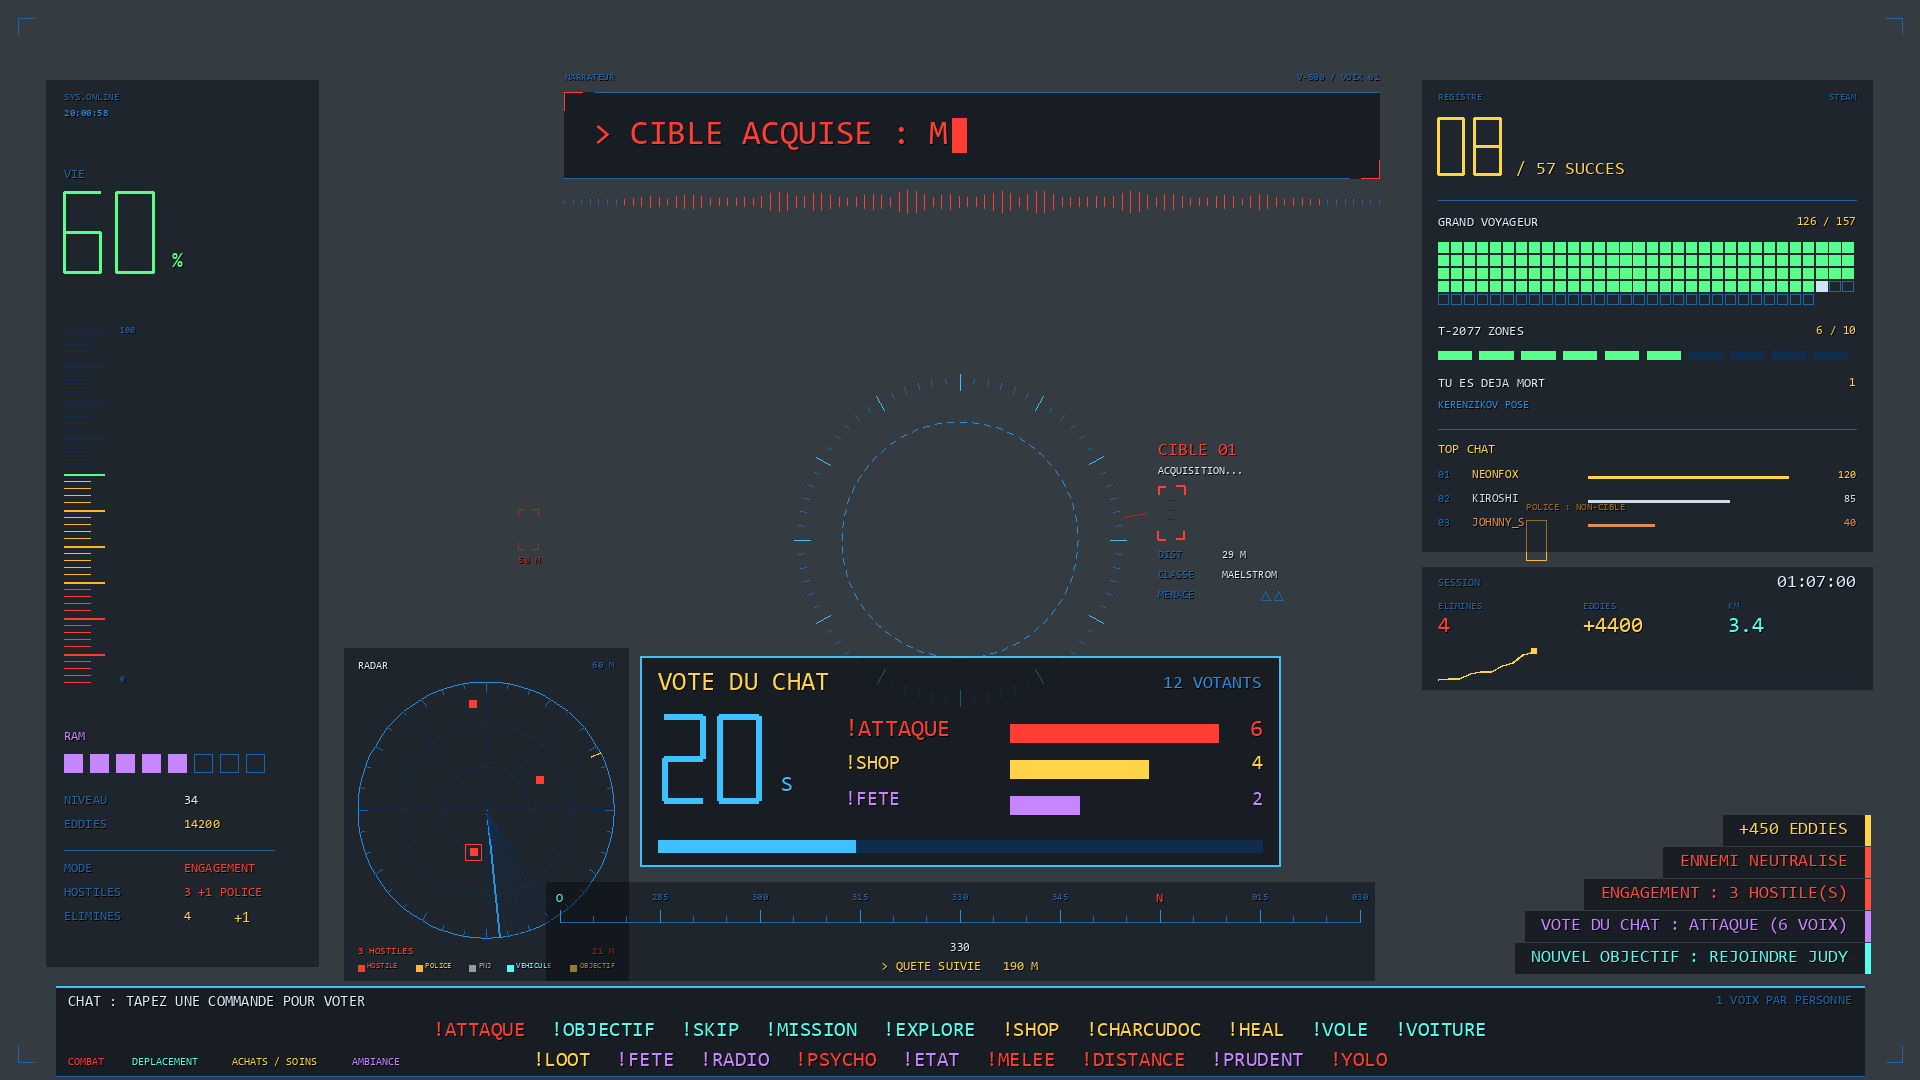 SYS.ONLINE
20:00:58
VIE
60 %
100
0
RAM
NIVEAU 34
EDDIES 14200
MODE ENGAGEMENT
HOSTILES 3 +1 POLICE
ELIMINES 4 +1
NARRATEUR V-800 / VOIX 01
> CIBLE ACQUISE : M
50 M
CIBLE 01
ACQUISITION...
DIST 29 M
CLASSE MAELSTROM
MENACE
RADAR 60 M
3 HOSTILES 21 M
HOSTILE POLICE PNJ VEHICULE OBJECTIF
VOTE DU CHAT 12 VOTANTS
20 S
!ATTAQUE 6
!SHOP 4
!FETE 2
O 285 300 315 330 345 N 015 030
330
> QUETE SUIVIE 190 M
REGISTRE STEAM
08 / 57 SUCCES
GRAND VOYAGEUR 126 / 157
T-2077 ZONES 6 / 10
TU ES DEJA MORT 1
KERENZIKOV POSE
TOP CHAT
01 NEONFOX 120
02 KIROSHI 85
POLICE : NON-CIBLE
03 JOHNNY_S 40
SESSION 01:07:00
ELIMINES EDDIES KM
4 +4400 3.4
+450 EDDIES
ENNEMI NEUTRALISE
ENGAGEMENT : 3 HOSTILE(S)
VOTE DU CHAT : ATTAQUE (6 VOIX)
NOUVEL OBJECTIF : REJOINDRE JUDY
CHAT : TAPEZ UNE COMMANDE POUR VOTER 1 VOIX PAR PERSONNE
!ATTAQUE !OBJECTIF !SKIP !MISSION !EXPLORE !SHOP !CHARCUDOC !HEAL !VOLE !VOITURE
COMBAT DEPLACEMENT ACHATS / SOINS AMBIANCE
!LOOT !FETE !RADIO !PSYCHO !ETAT !MELEE !DISTANCE !PRUDENT !YOLO